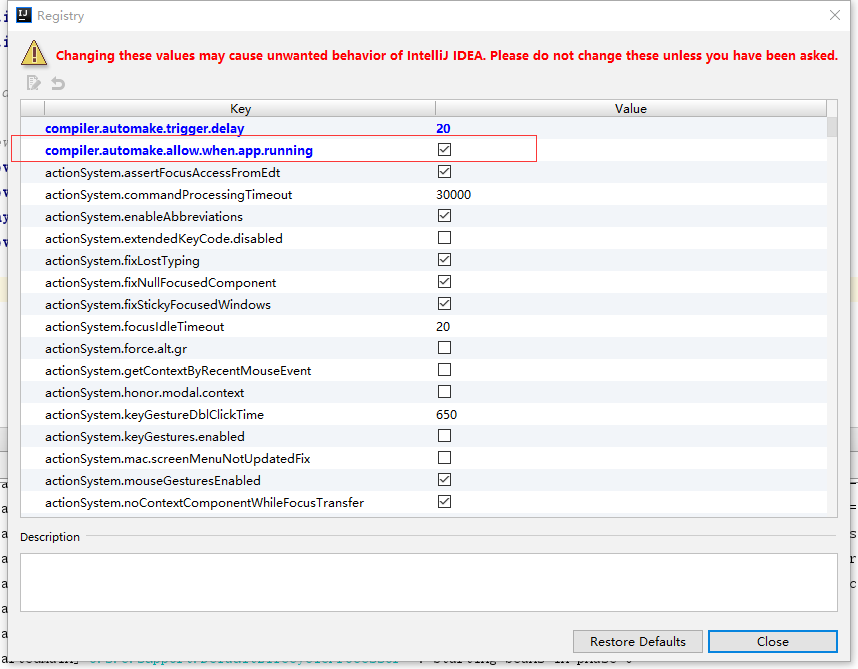 Registry
Changing these values may cause unwanted behavior of IntelliJ IDEA. Please do not change these unless you have been asked.
Key Value
compiler.automake.trigger.delay 20
compiler.automake.allow.when.app.running
actionSystem.assertFocusAccessFromEdt
actionSystem.commandProcessingTimeout 30000
actionSystem.enableAbbreviations
actionSystem.extendedKeyCode.disabled
actionSystem.fixLostTyping
actionSystem.fixNullFocusedComponent
actionSystem.fixStickyFocusedWindows
actionSystem.focusIdleTimeout 20
actionSystem.force.alt.gr
actionSystem.getContextByRecentMouseEvent
actionSystem.honor.modal.context
actionSystem.keyGestureDblClickTime 650
actionSystem.keyGestures.enabled
actionSystem.mac.screenMenuNotUpdatedFix
actionSystem.mouseGesturesEnabled
actionSystem.noContextComponentWhileFocusTransfer
Description
Restore Defaults Close